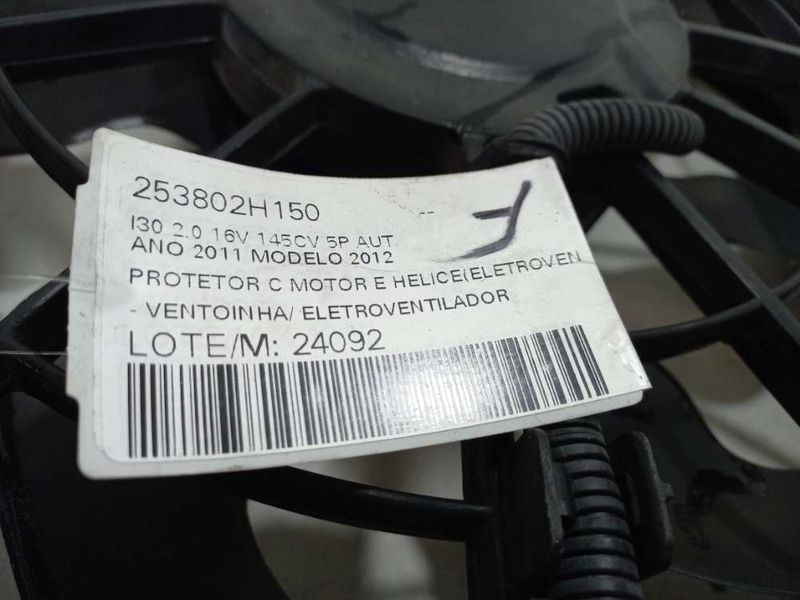 253802H150 --
I30 2.0 16V 145CV 5P AUT.
ANO 2011 MODELO 2012
PROTETOR C MOTOR E HELICE(ELETROVEN
- VENTOINHA/ ELETROVENTILADOR
LOTE/M: 24092